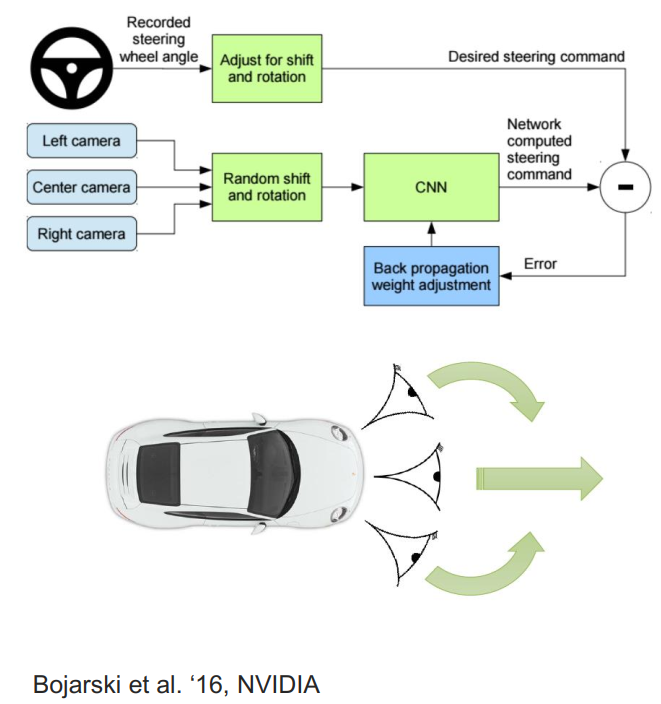 Recorded
steering
wheel angle
Adjust for shift
and rotation
Desired steering command
Left camera
Center camera
Right camera
Random shift
and rotation
CNN
Network
computed
steering
command
-
Back propagation
weight adjustment
Error
Bojarski et al. ‘16, NVIDIA